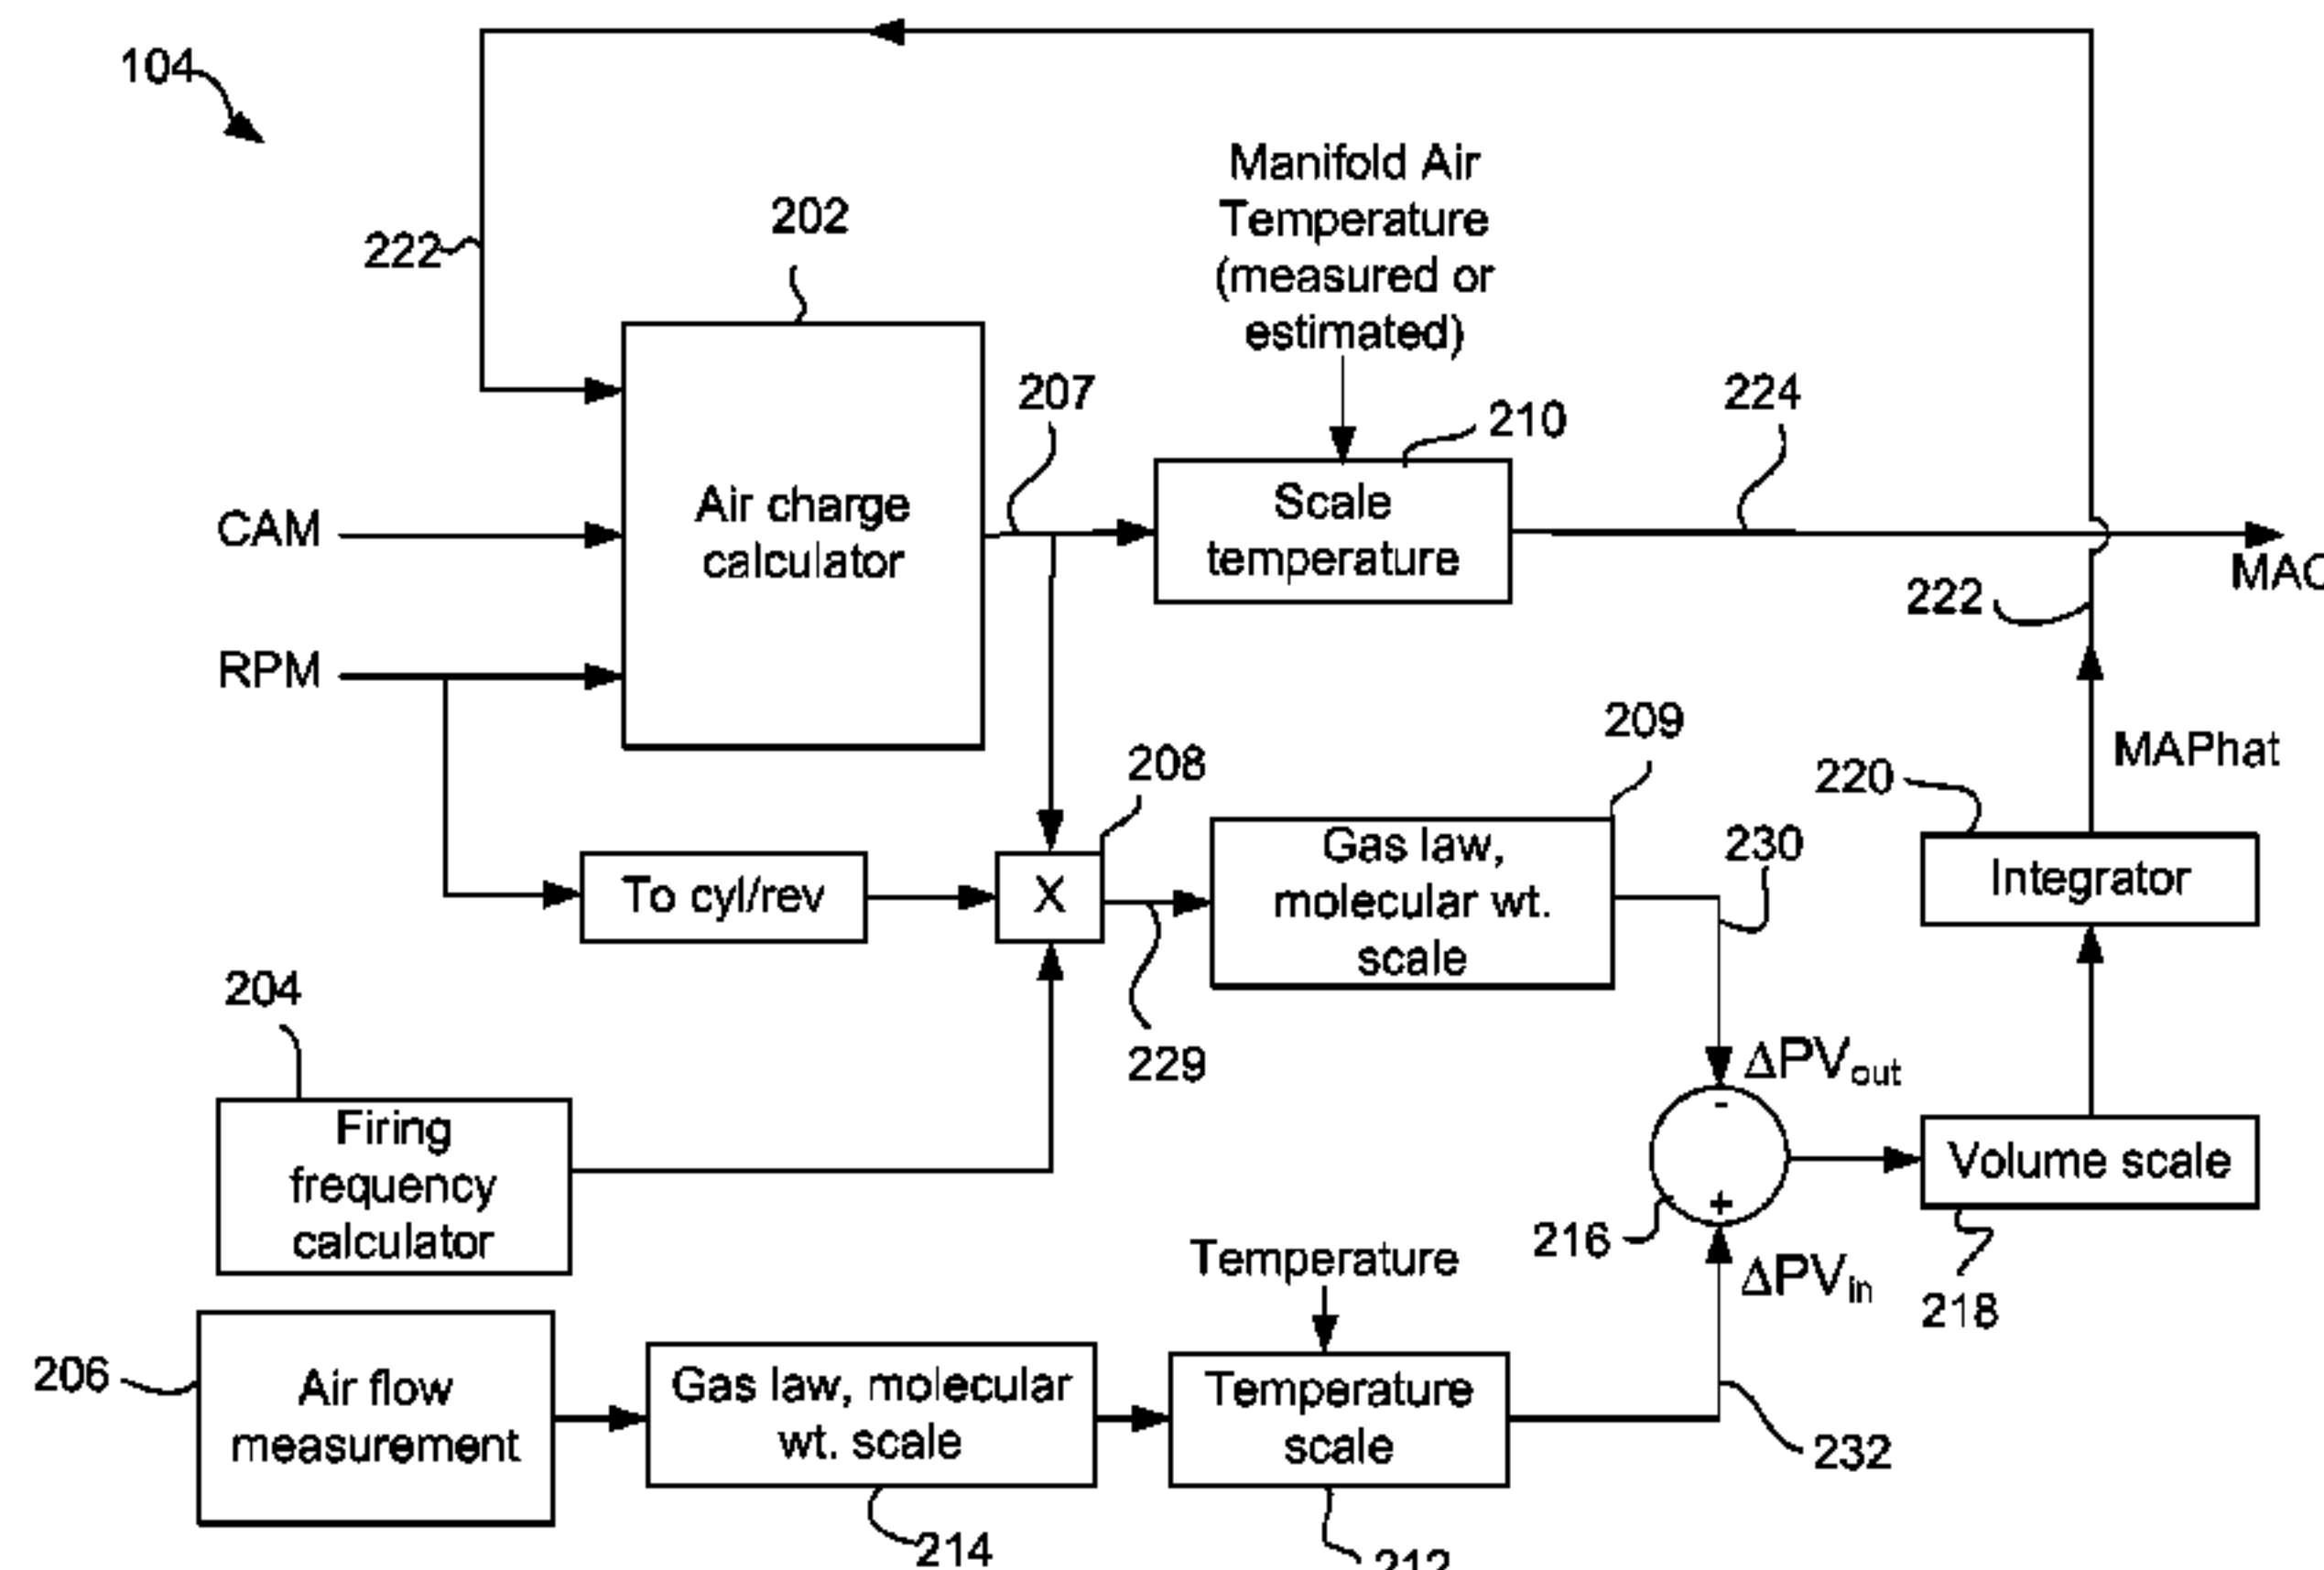 104
Manifold Air
Temperature
(measured or
estimated)
202
222
207
210
224
CAM
Air charge
calculator
Scale
temperature
MAC
222
RPM
209
208
MAPhat
220
230
To cyl/rev
X
Gas law,
molecular wt.
scale
Integrator
204
229
ΔPVout
-
Firing
frequency
calculator
Volume scale
+
216
Temperature
ΔPVin
218
206
Air flow
measurement
Gas law, molecular
wt. scale
Temperature
scale
232
214
212